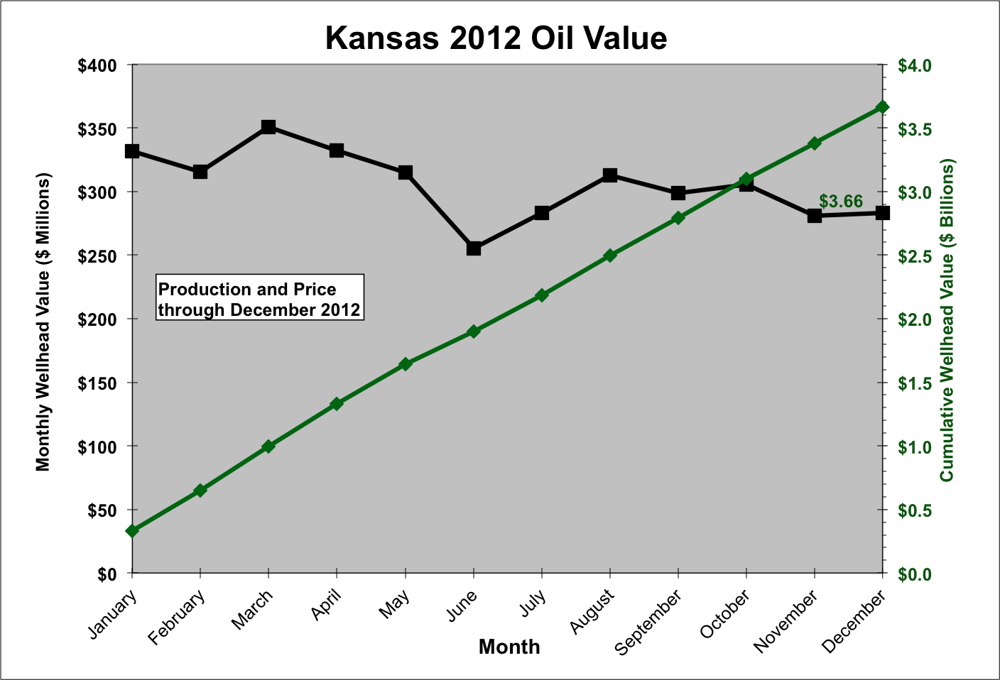 Kansas 2012 Oil Value
$400
$350
$300
$250
$200
$150
$100
$50
$0
Monthly Wellhead Value ($ Millions)
$4.0
$3.5
$3.0
$2.5
$2.0
$1.5
$1.0
$0.5
$0.0
Cumulative Wellhead Value ($ Billions)
$3.66
Production and Price
through December 2012
January
February
March
April
May
June
July
August
September
October
November
December
Month